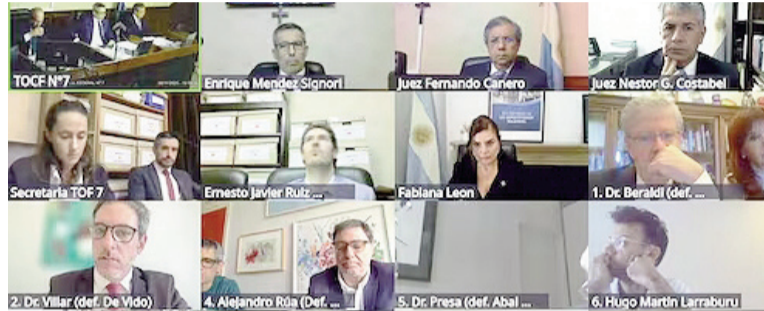 TOCF N°7
Enrique Mendez Signori
Juez Fernando Canero
Juez Nestor G. Costabel
Secretaria TOF 7
Ernesto Javier Ruiz ...
Fabiana Leon
1. Dr. Beraldi (def. ...
2. Dr. Villar (def. De Vido)
4. Alejandro Rúa (Def. ...
5. Dr. Presa (def. Abal ...
6. Hugo Martin Larraburu